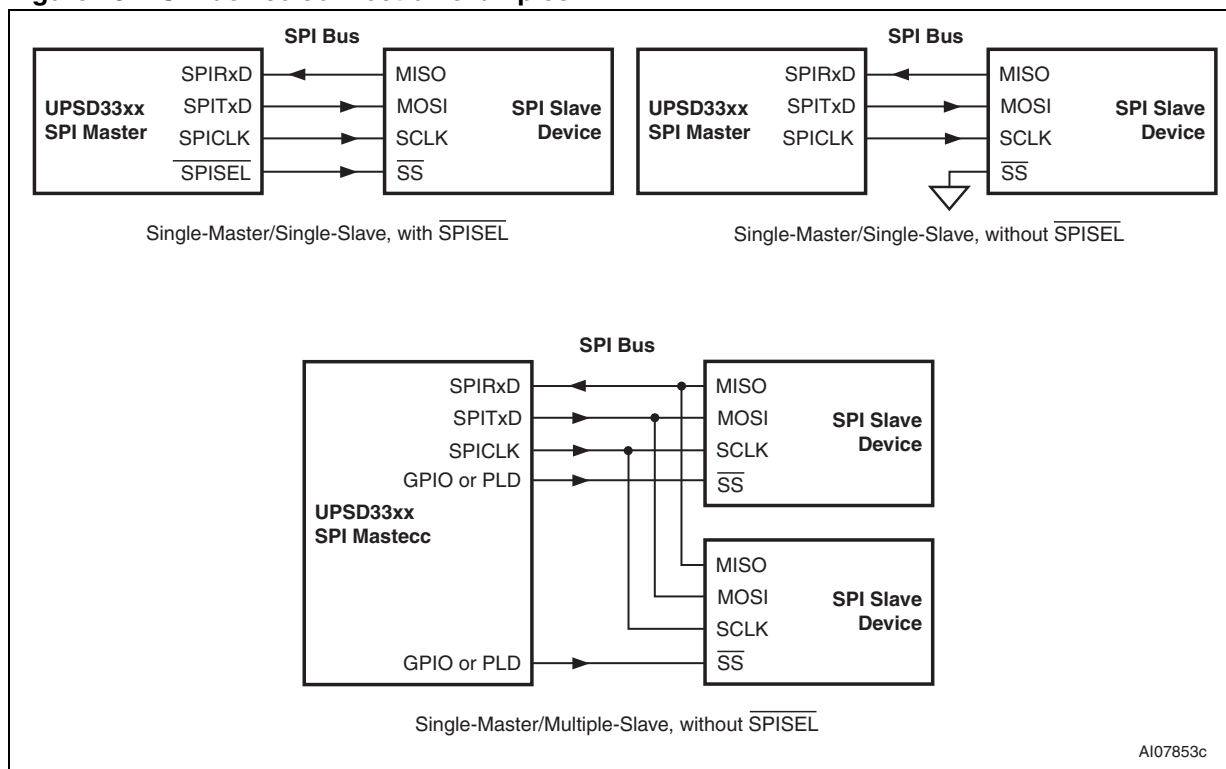 SPI Bus
SPIRxD
MISO
UPSD33xx
SPI Master
SPITxD
MOSI
SPI Slave
Device
SPICLK
SCLK
SPISEL
SS
Single-Master/Single-Slave, with SPISEL
SPI Bus
SPIRxD
MISO
UPSD33xx
SPI Master
SPITxD
MOSI
SPI Slave
Device
SPICLK
SCLK
SS
Single-Master/Single-Slave, without SPISEL
SPI Bus
SPIRxD
MISO
SPITxD
MOSI
SPI Slave
Device
SPICLK
SCLK
GPIO or PLD
SS
UPSD33xx
SPI Mastecc
MISO
MOSI
SPI Slave
Device
SCLK
GPIO or PLD
SS
Single-Master/Multiple-Slave, without SPISEL
AI07853c